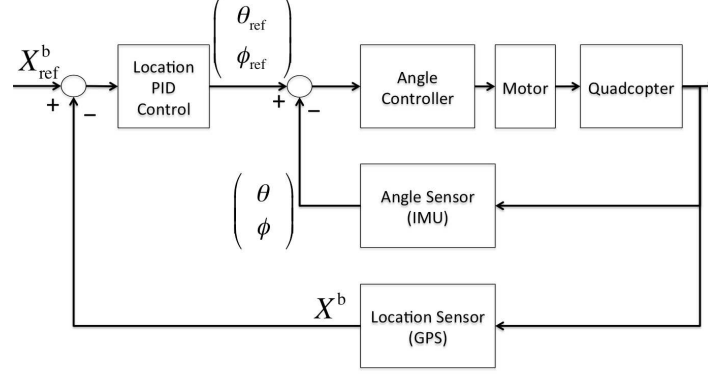 X^b_ref
+
−
Location
PID
Control
θ_ref
ϕ_ref
+
−
Angle
Controller
Motor
Quadcopter
θ
ϕ
Angle Sensor
(IMU)
X^b
Location Sensor
(GPS)